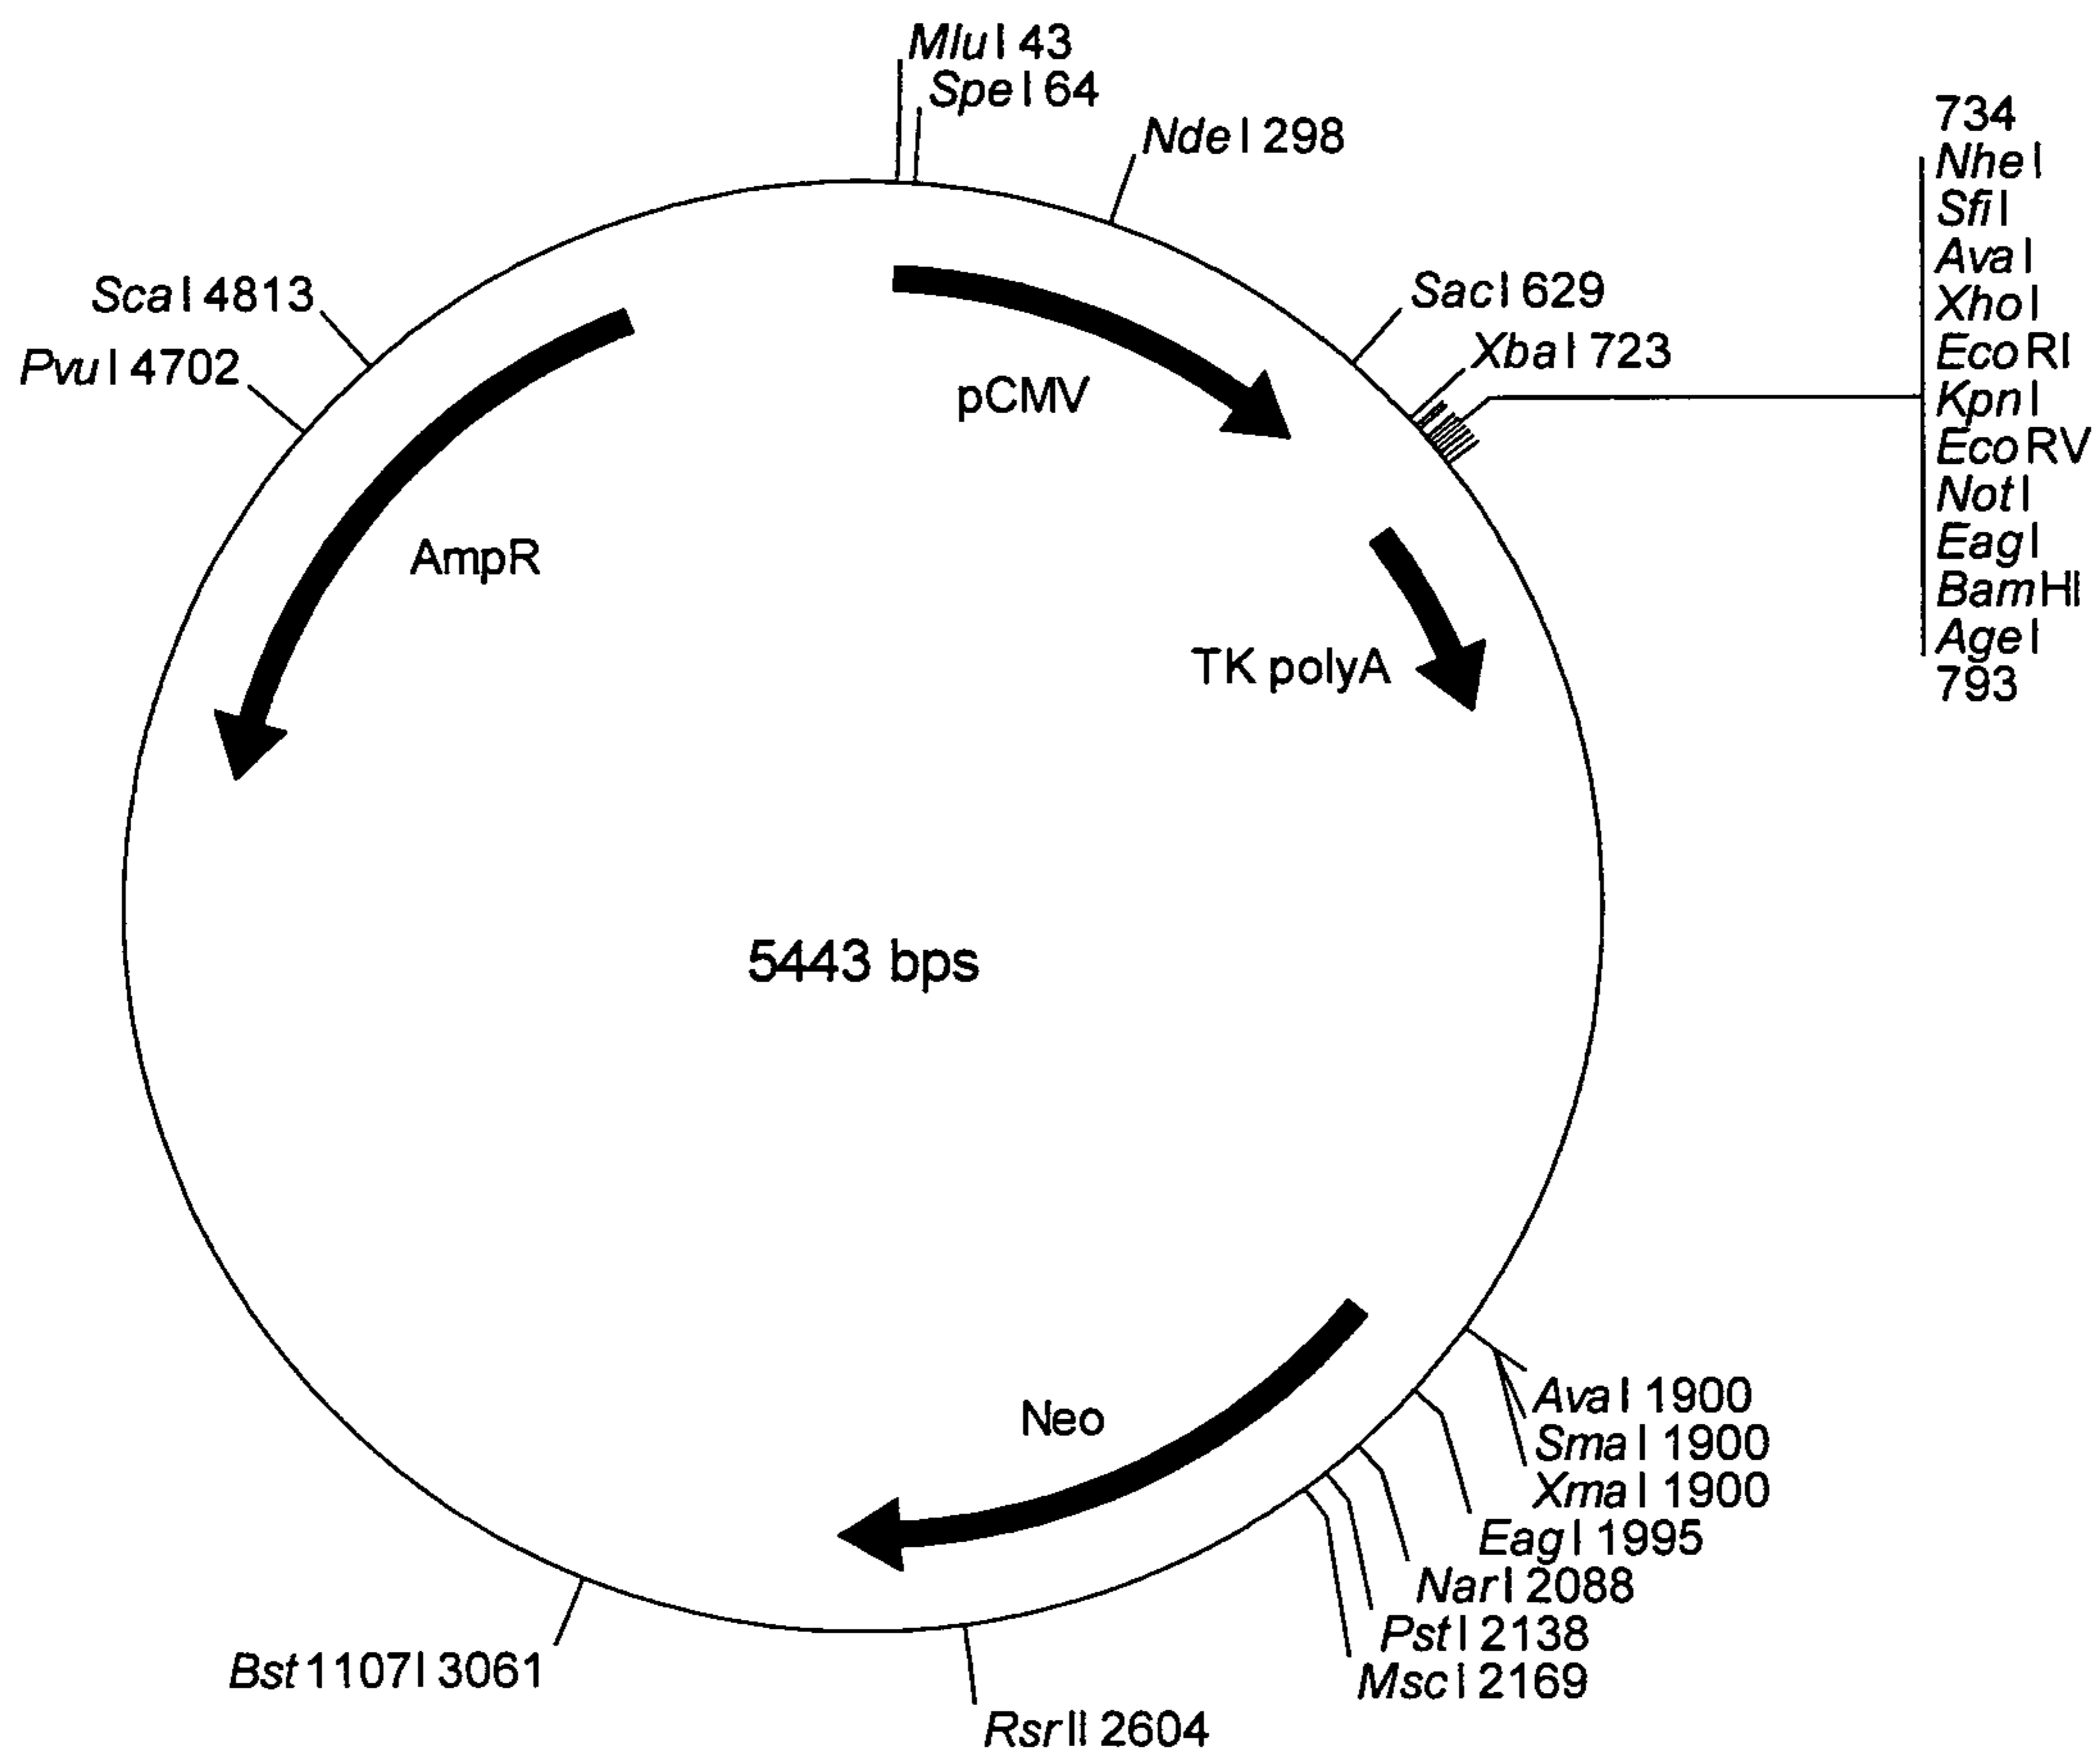 MluI 43
SpeI 64
NdeI 298
734
NheI
SfiI
AvaI
XhoI
EcoRI
KpnI
EcoRV
NotI
EagI
BamHI
AgeI
793
ScaI 4813
SacI 629
PvuI 4702
XbaI 723
pCMV
AmpR
TK polyA
5443 bps
Neo
AvaI 1900
SmaI 1900
XmaI 1900
EagI 1995
NarI 2088
PstI 2138
MscI 2169
Bst1107I 3061
RsrII 2604